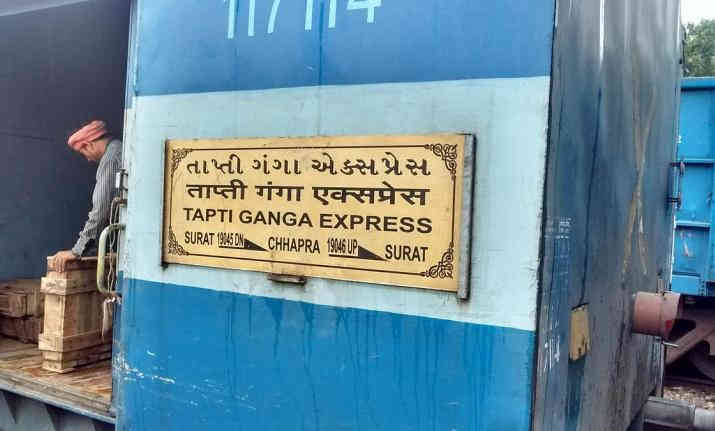 117114
તાપ્તી ગંગા એક્સપ્રેસ
ताप्ती गंगा एक्सप्रेस
TAPTI GANGA EXPRESS
SURAT 19045 DN CHHAPRA 19046 UP SURAT